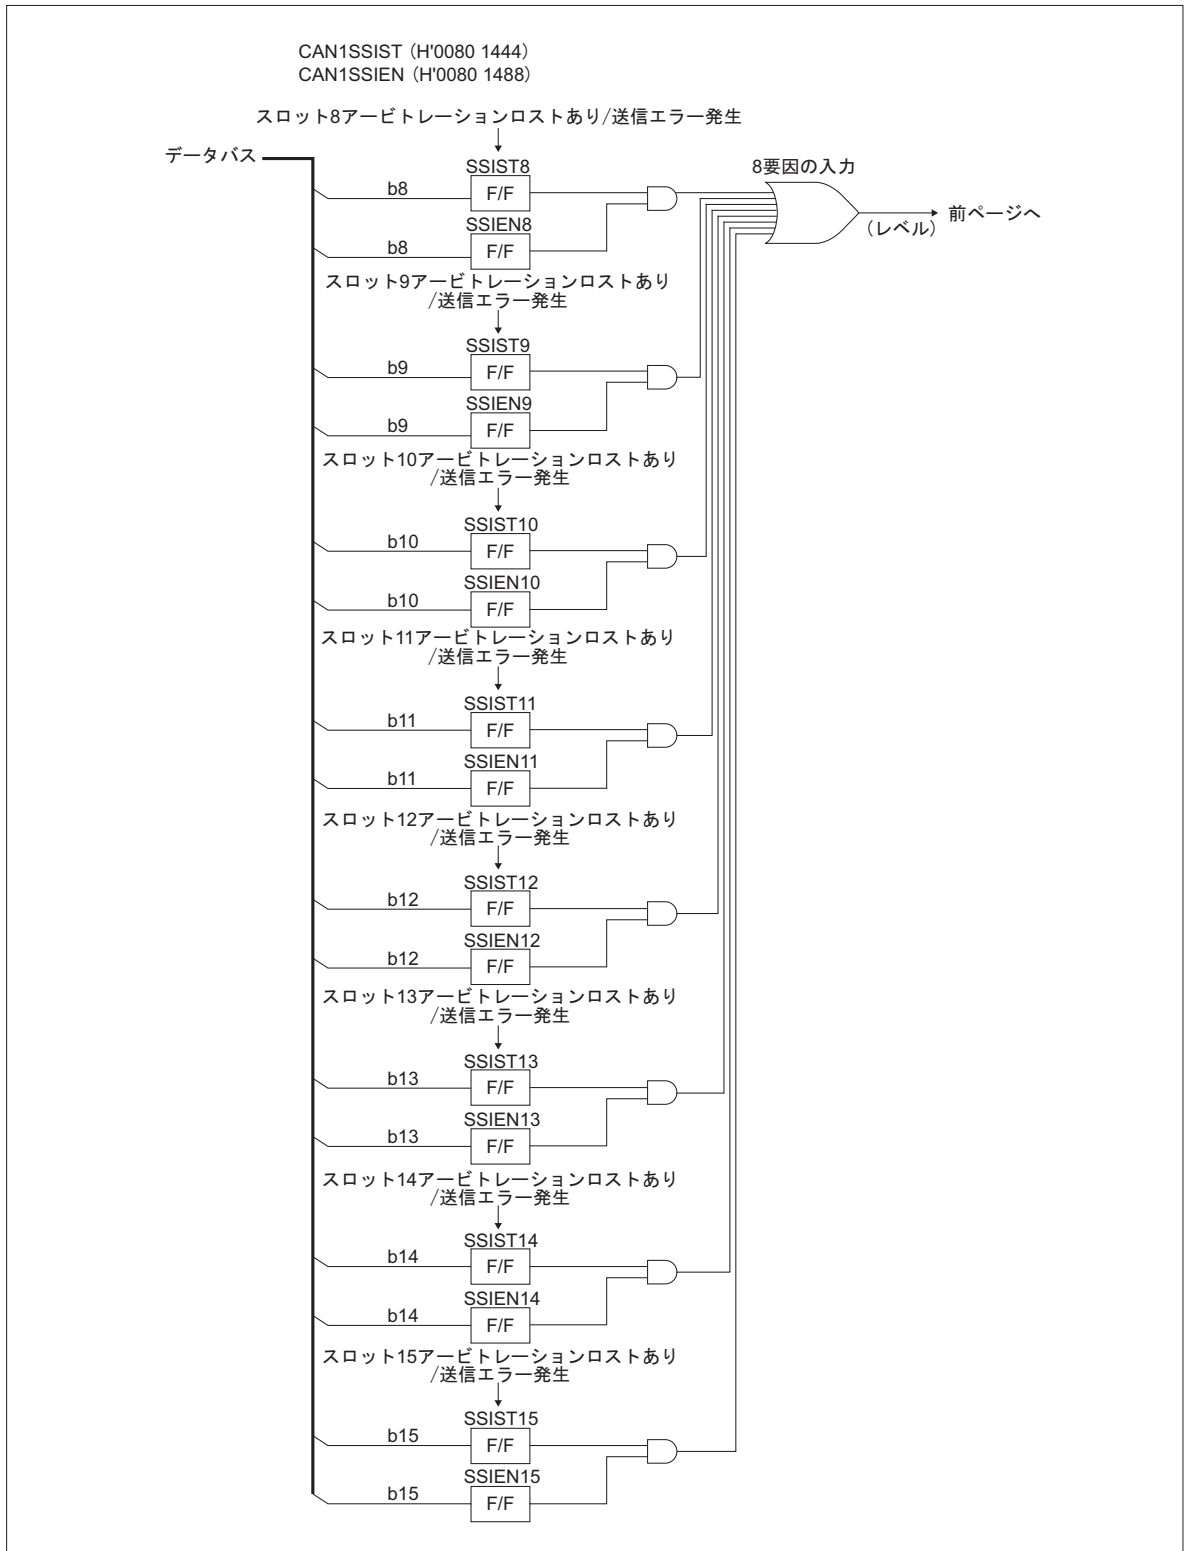 CAN1SSIST (H'0080 1444)
CAN1SSIEN (H'0080 1488)
スロット8アービトレーションロストあり/送信エラー発生
データバス
SSIST8
8要因の入力
b8
F/F
前ページへ
(レベル)
SSIEN8
b8
F/F
スロット9アービトレーションロストあり
/送信エラー発生
SSIST9
b9
F/F
SSIEN9
b9
F/F
スロット10アービトレーションロストあり
/送信エラー発生
SSIST10
b10
F/F
SSIEN10
b10
F/F
スロット11アービトレーションロストあり
/送信エラー発生
SSIST11
b11
F/F
SSIEN11
b11
F/F
スロット12アービトレーションロストあり
/送信エラー発生
SSIST12
b12
F/F
SSIEN12
b12
F/F
スロット13アービトレーションロストあり
/送信エラー発生
SSIST13
b13
F/F
SSIEN13
b13
F/F
スロット14アービトレーションロストあり
/送信エラー発生
SSIST14
b14
F/F
SSIEN14
b14
F/F
スロット15アービトレーションロストあり
/送信エラー発生
SSIST15
b15
F/F
SSIEN15
b15
F/F